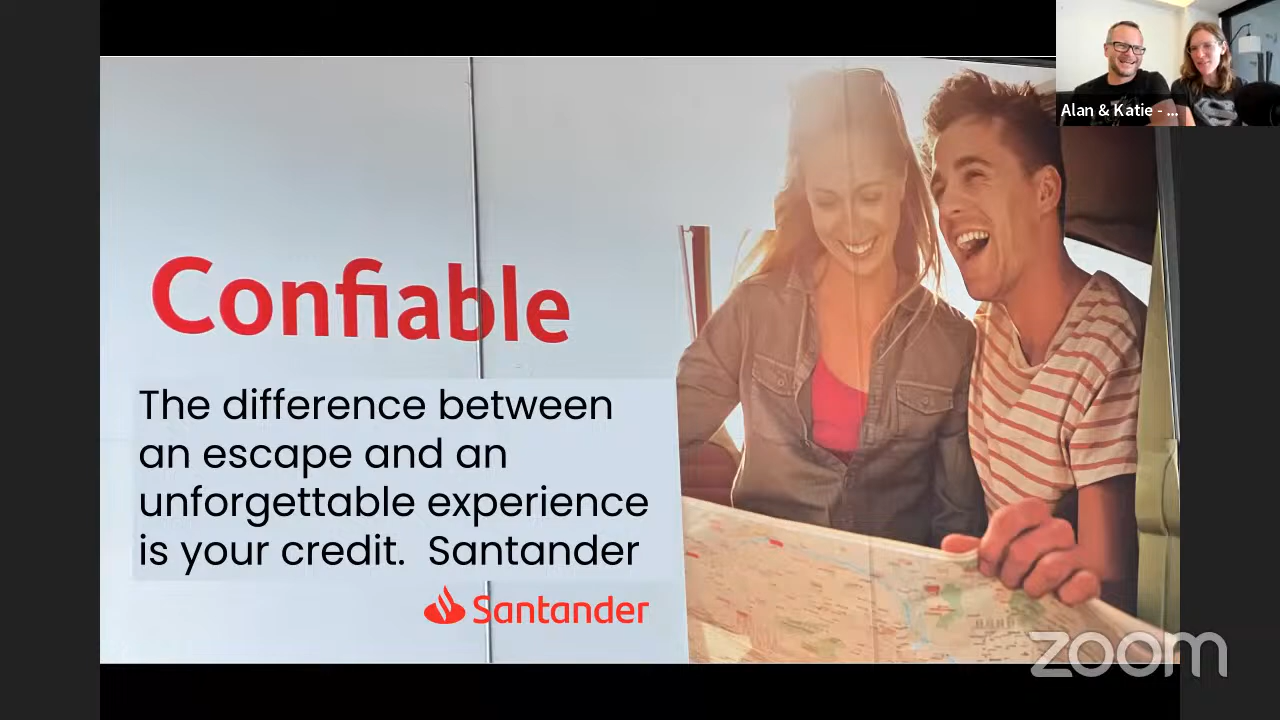 Alan & Katie - ...
Confiable
The difference between
an escape and an
unforgettable experience
is your credit.  Santander
Santander
zoom